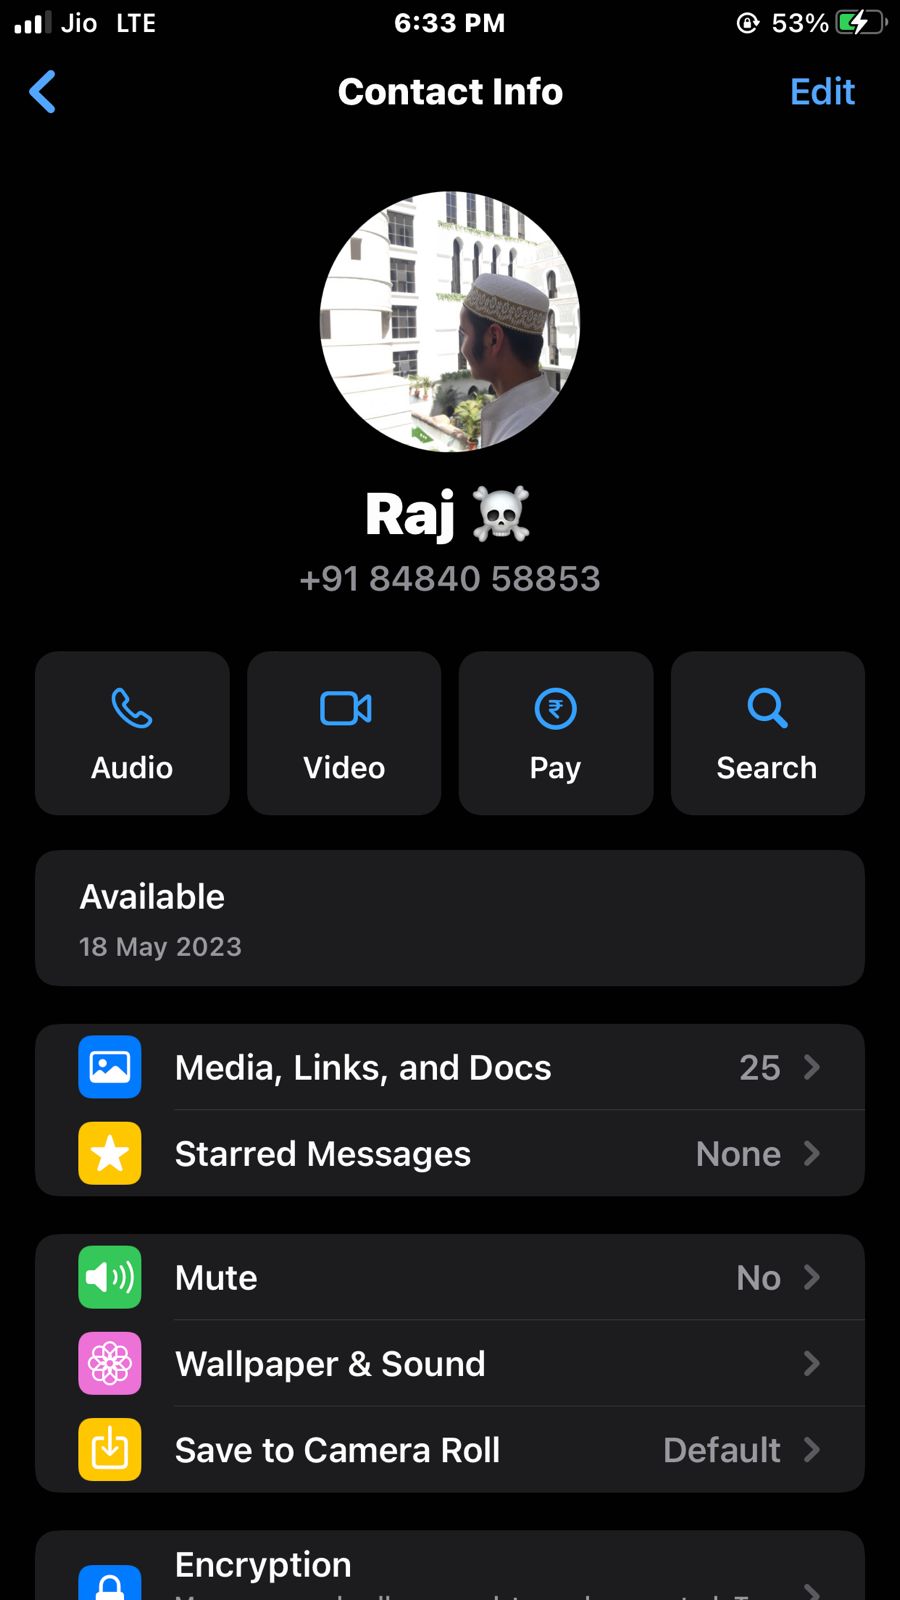 Jio LTE 6:33 PM 53%
Contact Info Edit
Raj ☠️
+91 84840 58853
Audio Video Pay Search
Available
18 May 2023
Media, Links, and Docs 25
Starred Messages None
Mute No
Wallpaper & Sound
Save to Camera Roll Default
Encryption